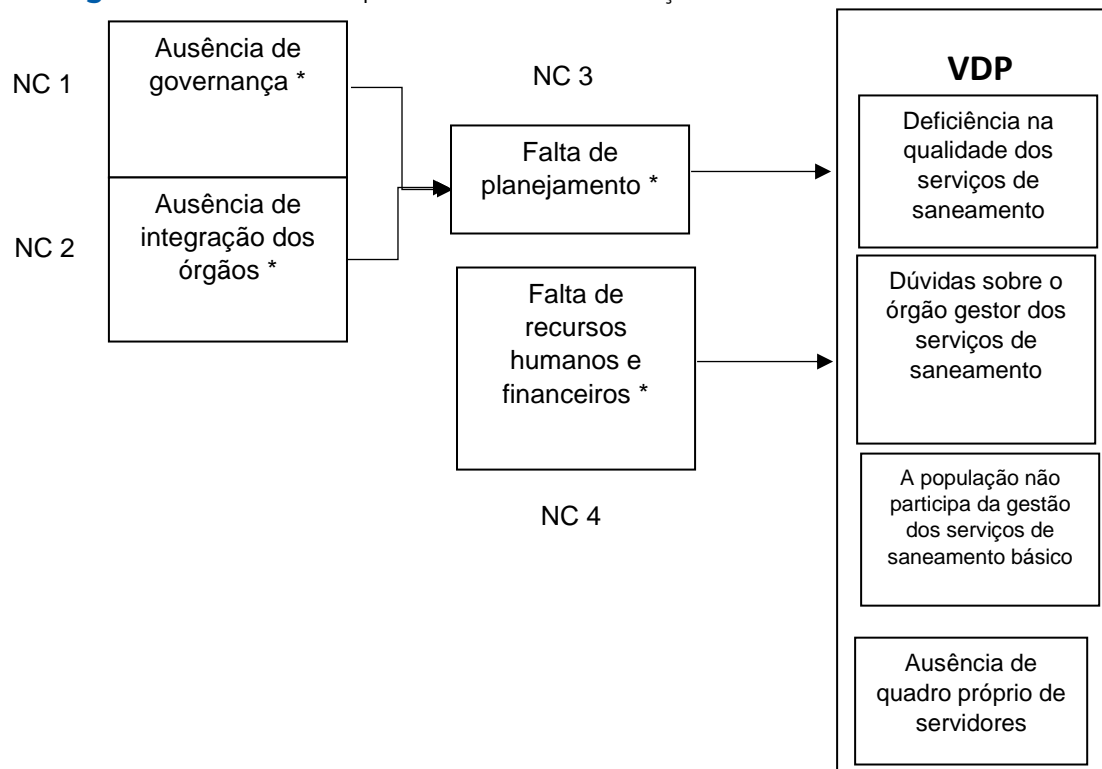 NC 1
Ausência de
governança *
NC 2
Ausência de
integração dos
órgãos *
NC 3
Falta de
planejamento *
Falta de
recursos
humanos e
financeiros *
NC 4
VDP
Deficiência na
qualidade dos
serviços de
saneamento
Dúvidas sobre o
órgão gestor dos
serviços de
saneamento
A população não
participa da gestão
dos serviços de
saneamento básico
Ausência de
quadro próprio de
servidores